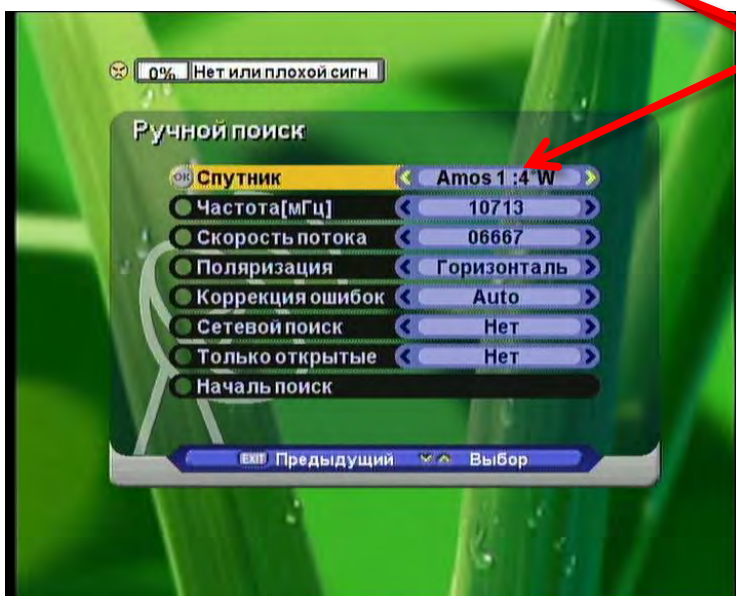 0% Нет или плохой сигн
Ручной поиск
OK Спутник Amos 1 :4°W
Частота[мГц] 10713
Скорость потока 06667
Поляризация Горизонталь
Коррекция ошибок Auto
Сетевой поиск Нет
Только открытые Нет
Началь поиск
EXIT Предыдущий Выбор